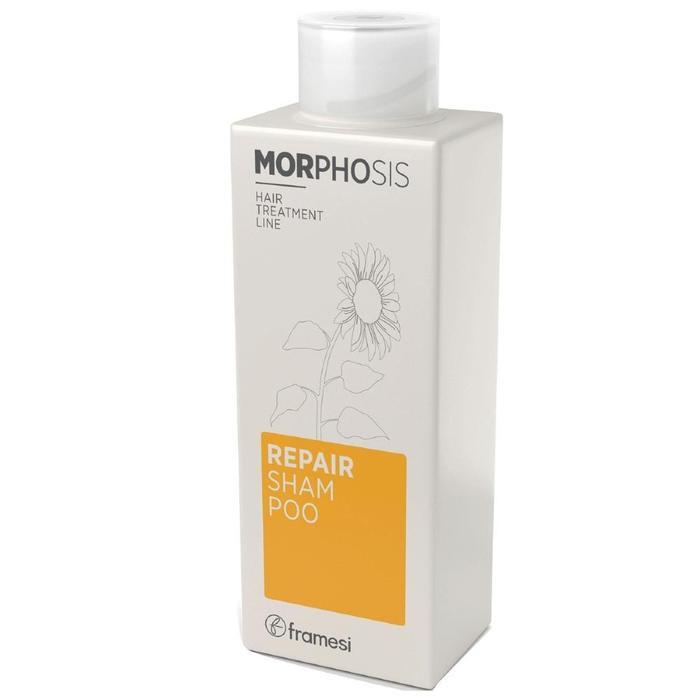 MORPHOSIS
HAIR
TREATMENT
LINE
REPAIR
SHAM
POO
framesi